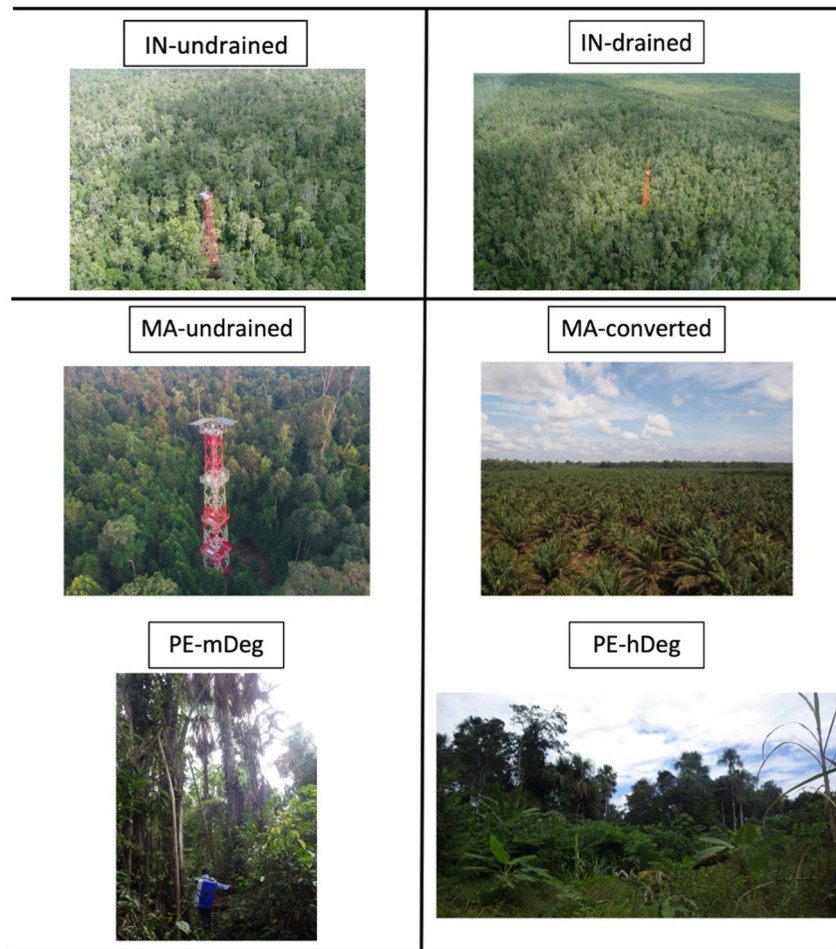 IN-undrained
IN-drained
MA-undrained
MA-converted
PE-mDeg
PE-hDeg